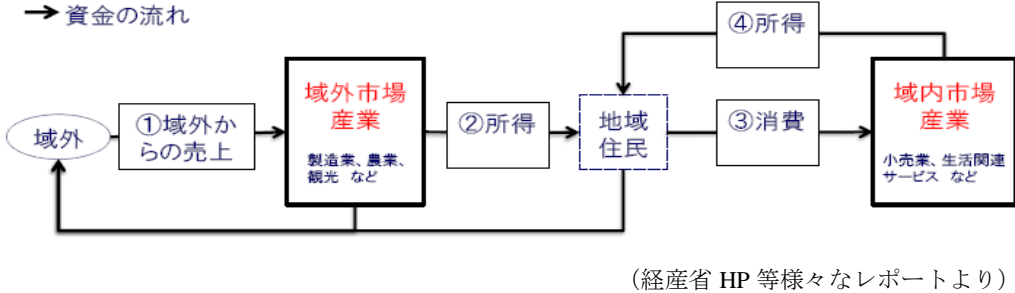 → 資金の流れ
④所得
域外
①域外か
らの売上
域外市場
産業
製造業、農業、
観光 など
②所得
地域
住民
③消費
域内市場
産業
小売業、生活関連
サービス など
（経産省 HP 等様々なレポートより）